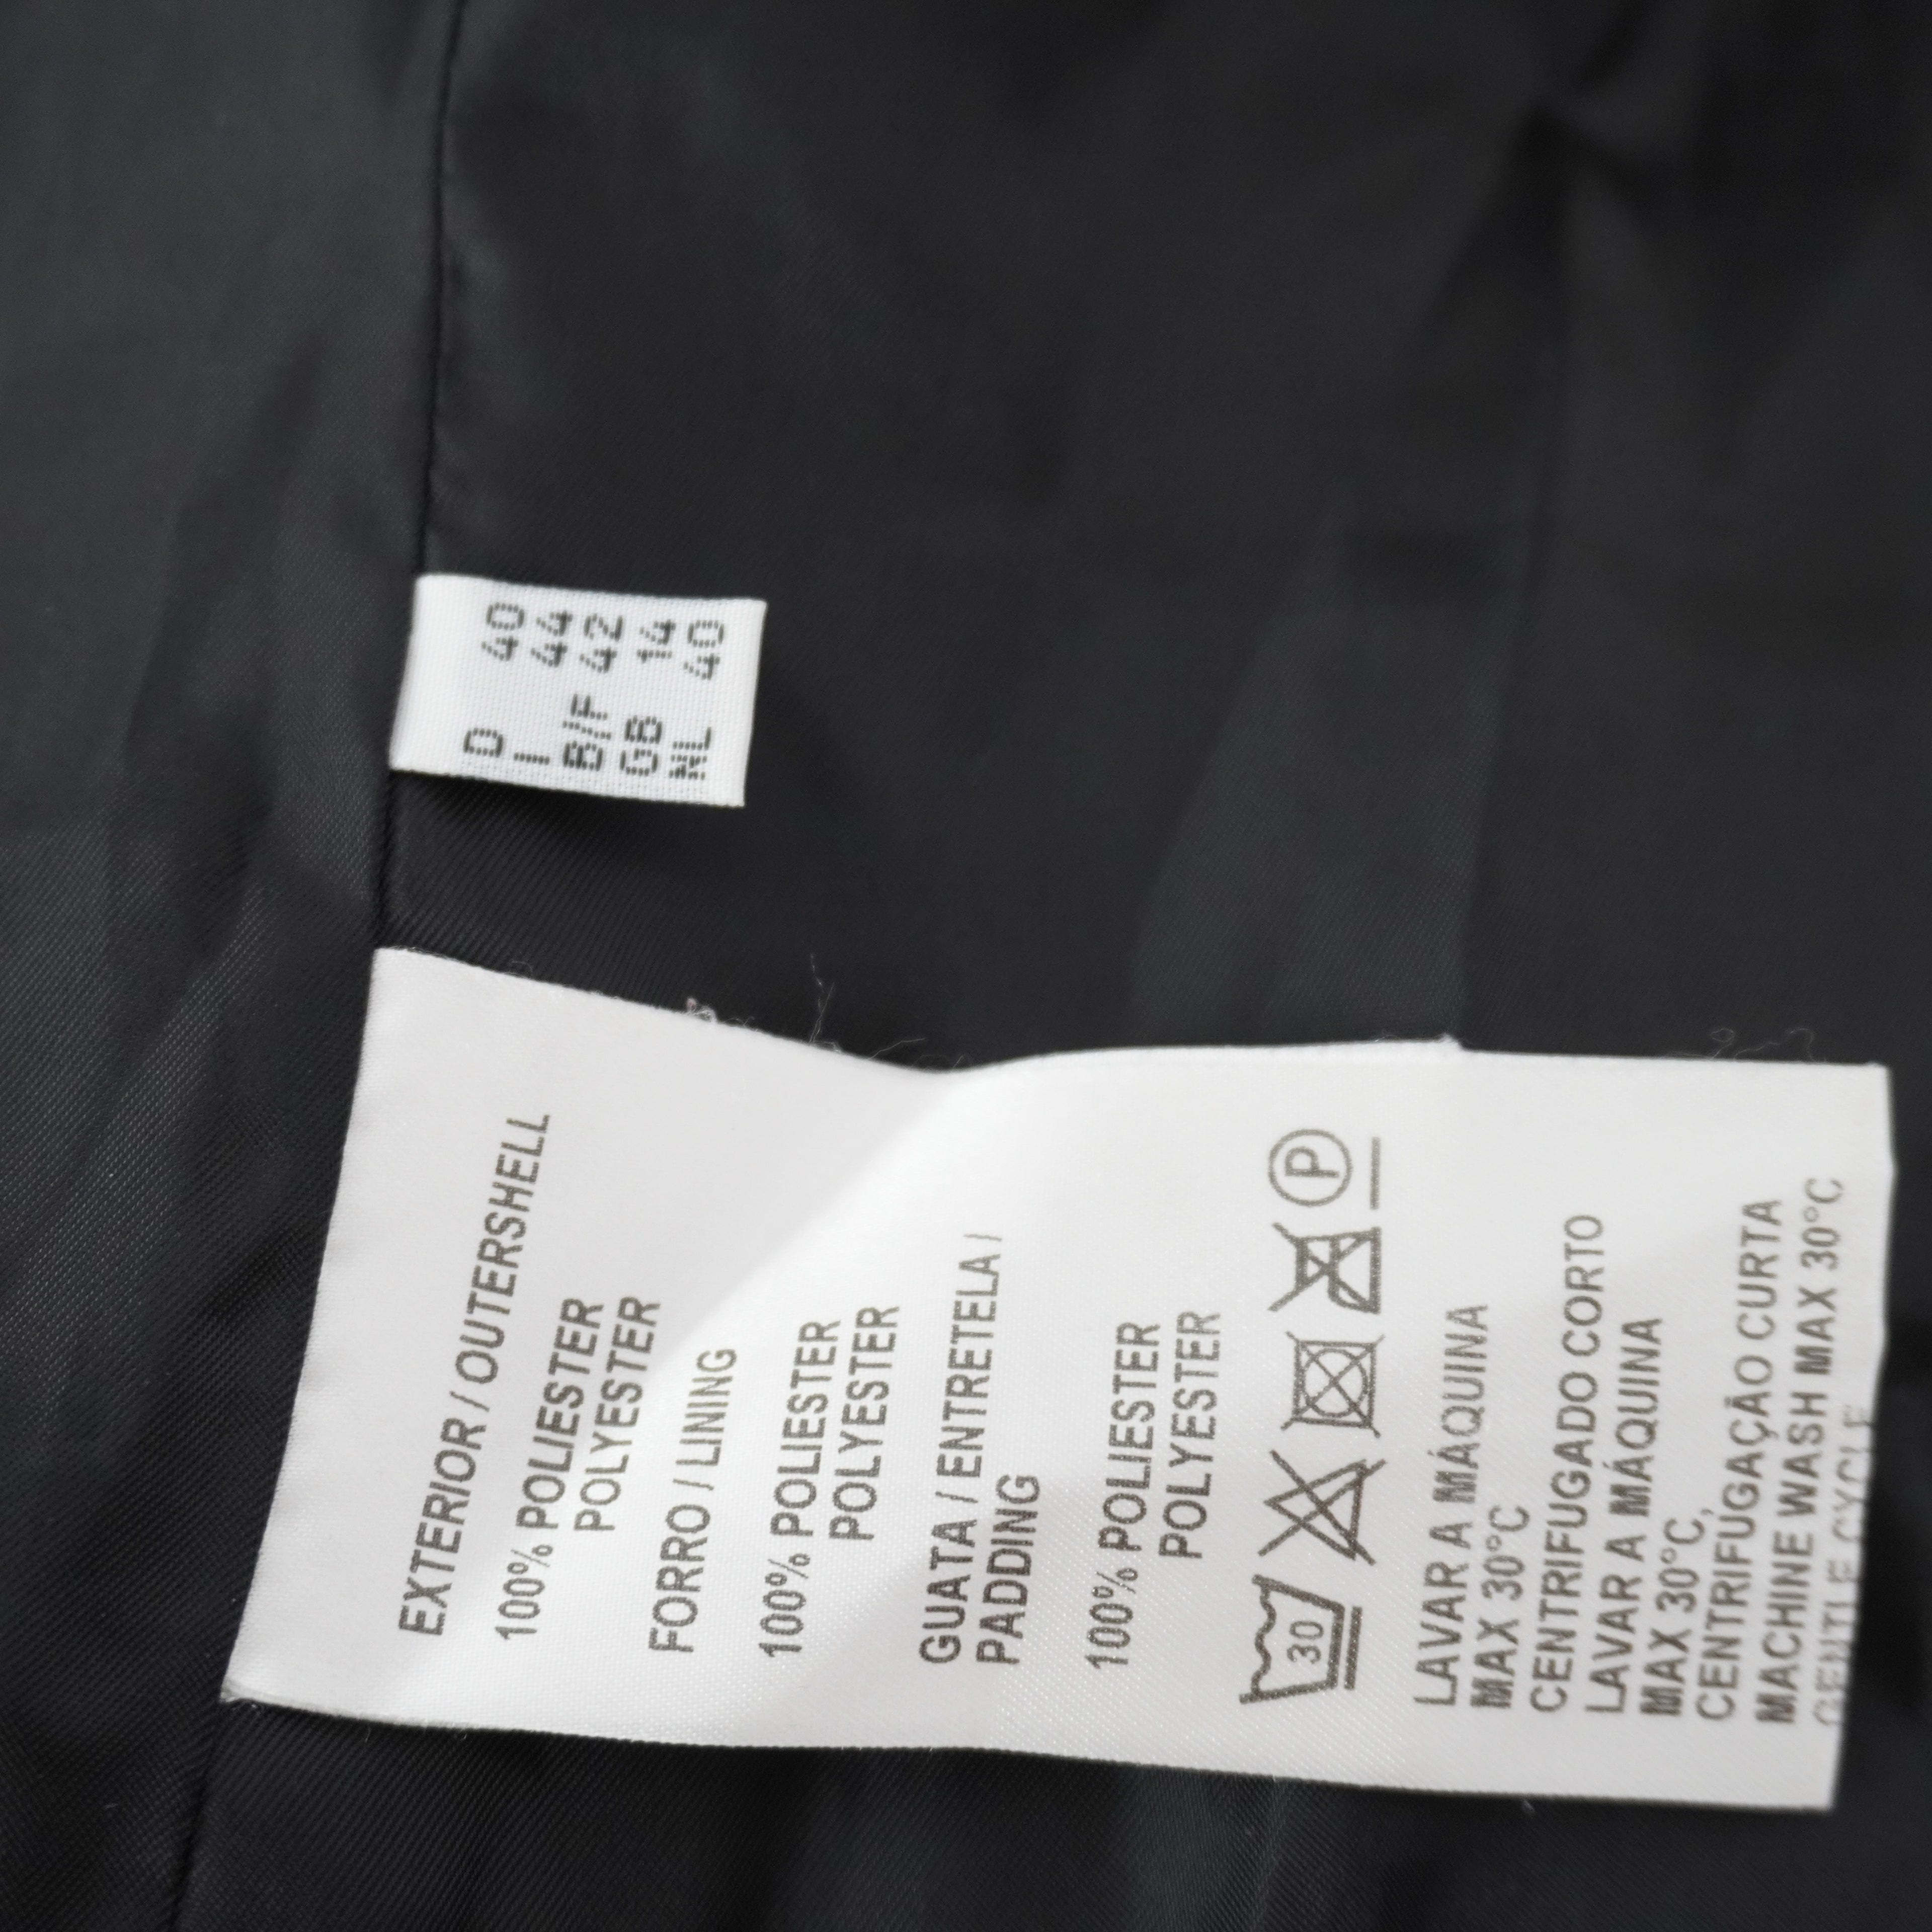 D 40
I 44
B/F 42
GB 14
NL 40
EXTERIOR / OUTERSHELL
100% POLIESTER
POLYESTER
FORRO / LINING
100% POLIESTER
POLYESTER
GUATA / ENTRETELA /
PADDING
100% POLIESTER
POLYESTER
30 P
LAVAR A MÁQUINA
MAX 30°C
CENTRIFUGADO CORTO
LAVAR A MÁQUINA
MAX 30°C,
CENTRIFUGAÇÃO CURTA
MACHINE WASH MAX 30°C
GENTLE CYCLE